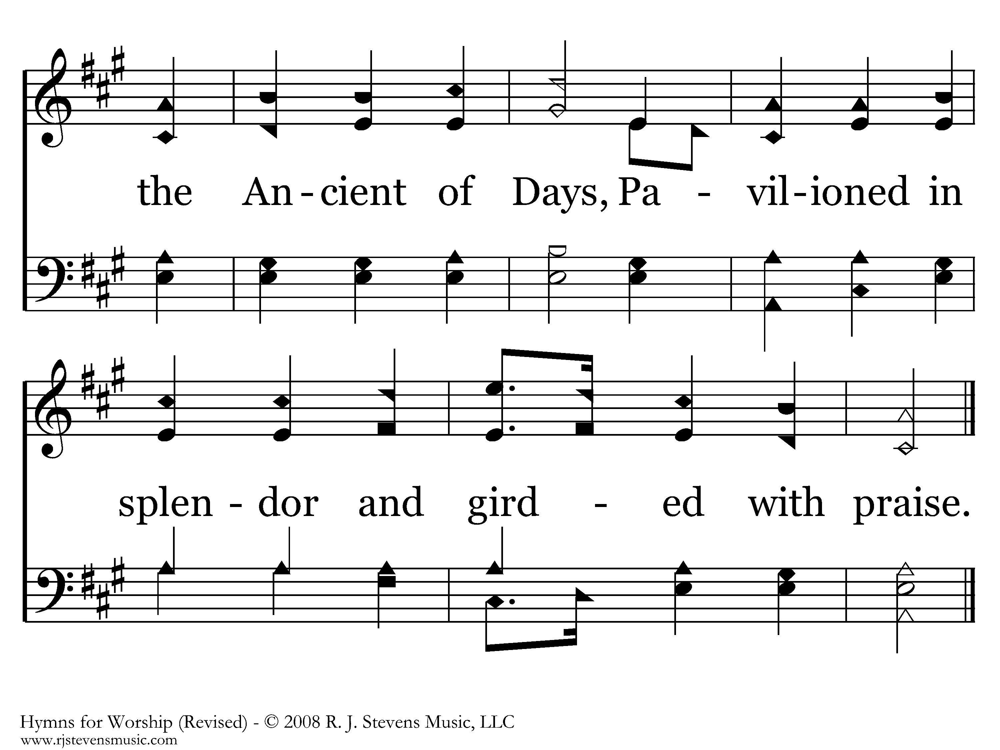 the An - cient of Days, Pa - vil - ioned in
splen - dor and gird - ed with praise.
Hymns for Worship (Revised) - © 2008 R. J. Stevens Music, LLC
www.rjstevensmusic.com